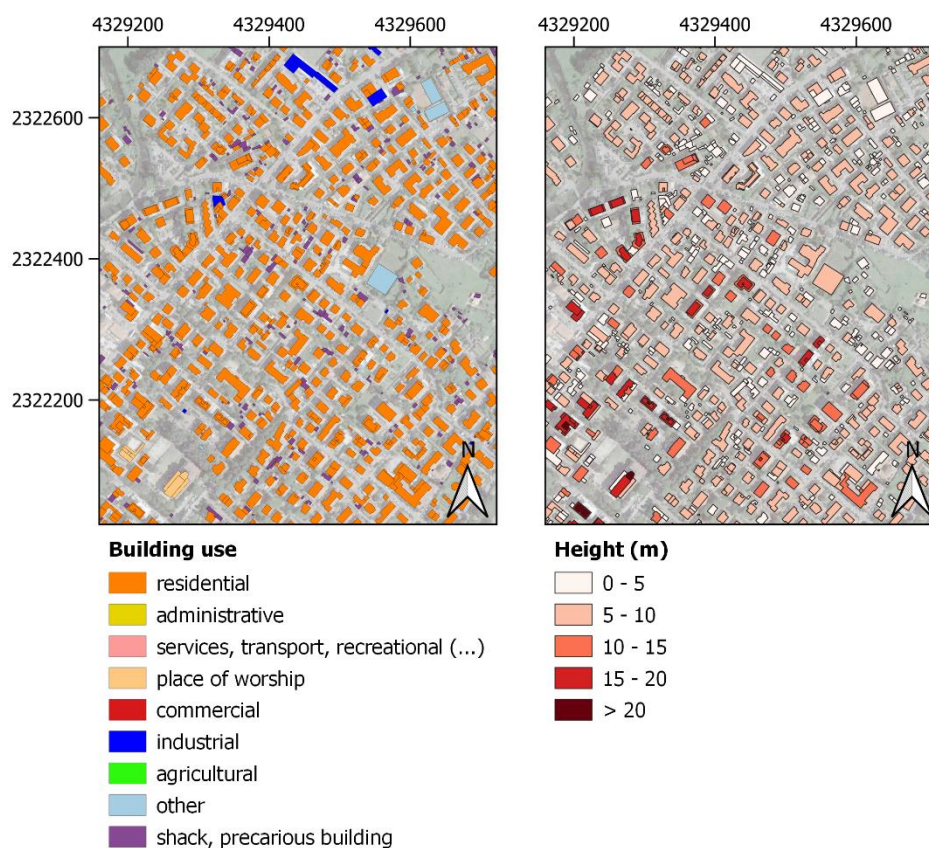 4329200 4329400 4329600 4329200 4329400 4329600
2322600
2322400
2322200
N N
Building use
residential
administrative
services, transport, recreational (...)
place of worship
commercial
industrial
agricultural
other
shack, precarious building
Height (m)
0 - 5
5 - 10
10 - 15
15 - 20
> 20